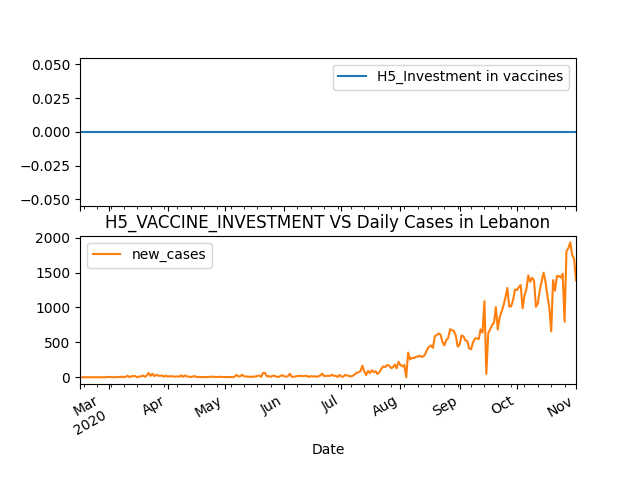 0.050
0.025
0.000
−0.025
−0.050
H5_Investment in vaccines
H5_VACCINE_INVESTMENT VS Daily Cases in Lebanon
2000
1500
1000
500
0
new_cases
Mar
2020
Apr
May
Jun
Jul
Aug
Sep
Oct
Nov
Date